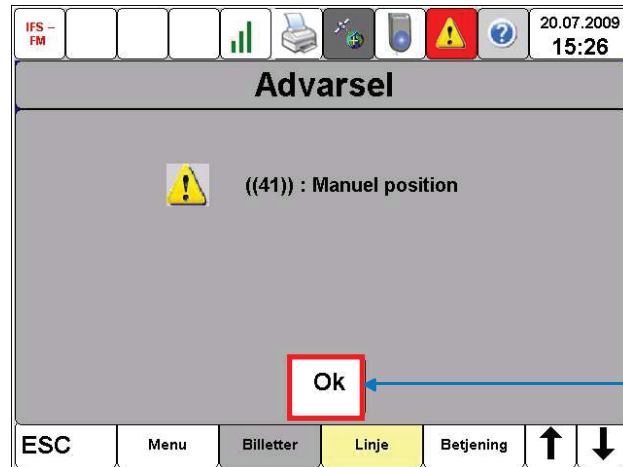 IFS –
FM
20.07.2009
15:26
Advarsel
((41)) : Manuel position
Ok
ESC
Menu
Billetter
Linje
Betjening